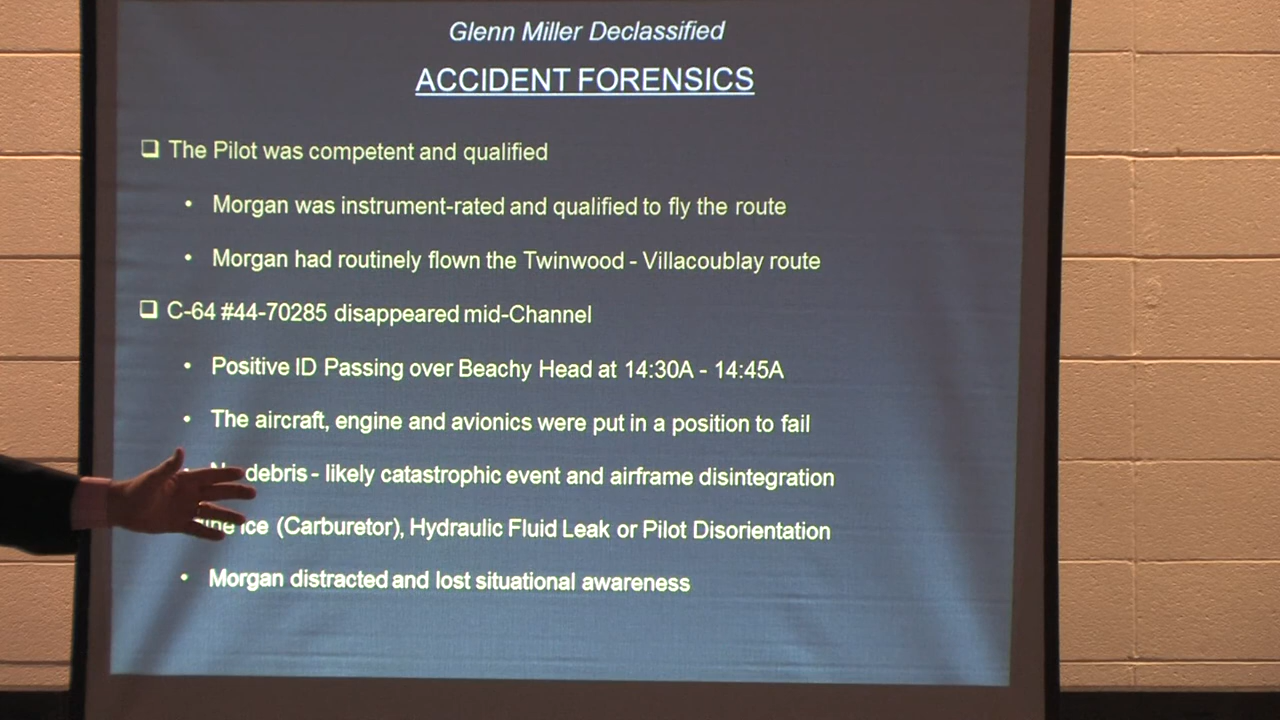 Glenn Miller Declassified
ACCIDENT FORENSICS
❑ The Pilot was competent and qualified
• Morgan was instrument-rated and qualified to fly the route
• Morgan had routinely flown the Twinwood - Villacoublay route
❑ C-64 #44-70285 disappeared mid-Channel
• Positive ID Passing over Beachy Head at 14:30A - 14:45A
• The aircraft, engine and avionics were put in a position to fail
debris - likely catastrophic event and airframe disintegration
Ice (Carburetor), Hydraulic Fluid Leak or Pilot Disorientation
• Morgan distracted and lost situational awareness